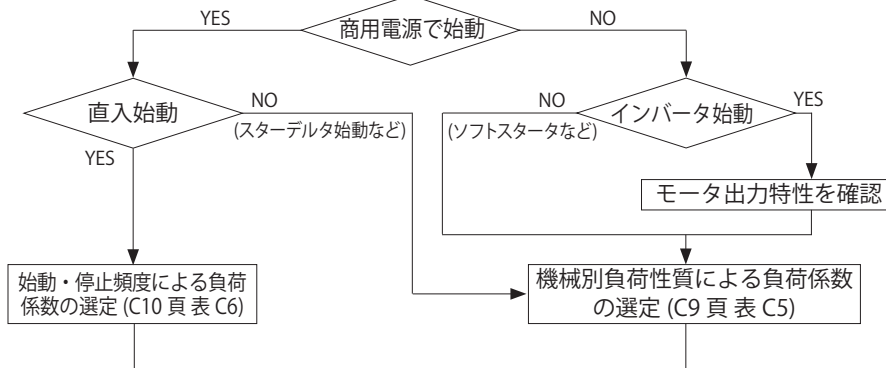 商用電源で始動
YES
NO
直入始動
NO
(スターデルタ始動など)
YES
インバータ始動
NO
(ソフトスタータなど)
YES
モータ出力特性を確認
始動・停止頻度による負荷
係数の選定 (C10 頁 表 C6)
機械別負荷性質による負荷係数
の選定 (C9 頁 表 C5)